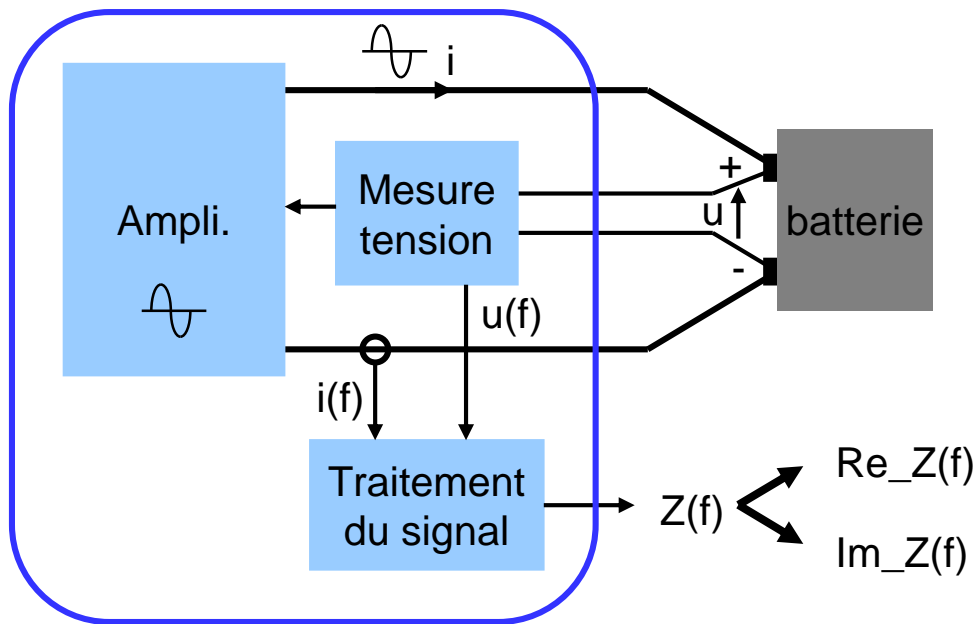 i
Ampli.
Mesure
tension
+
u
-
batterie
u(f)
i(f)
Traitement
du signal
Z(f)
Re_Z(f)
Im_Z(f)